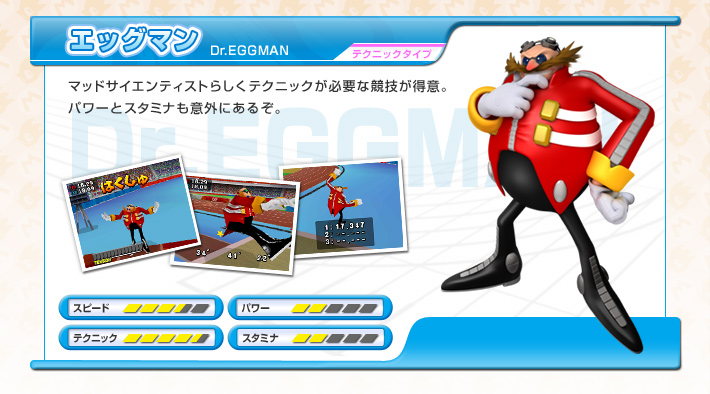 エッグマン Dr.EGGMAN テクニックタイプ
マッドサイエンティストらしくテクニックが必要な競技が得意。
パワーとスタミナも意外にあるぞ。
Dr.EGGMA
はくしゅ
1: 17.347
2: --.---
3: --.---
スピード パワー
テクニック スタミナ